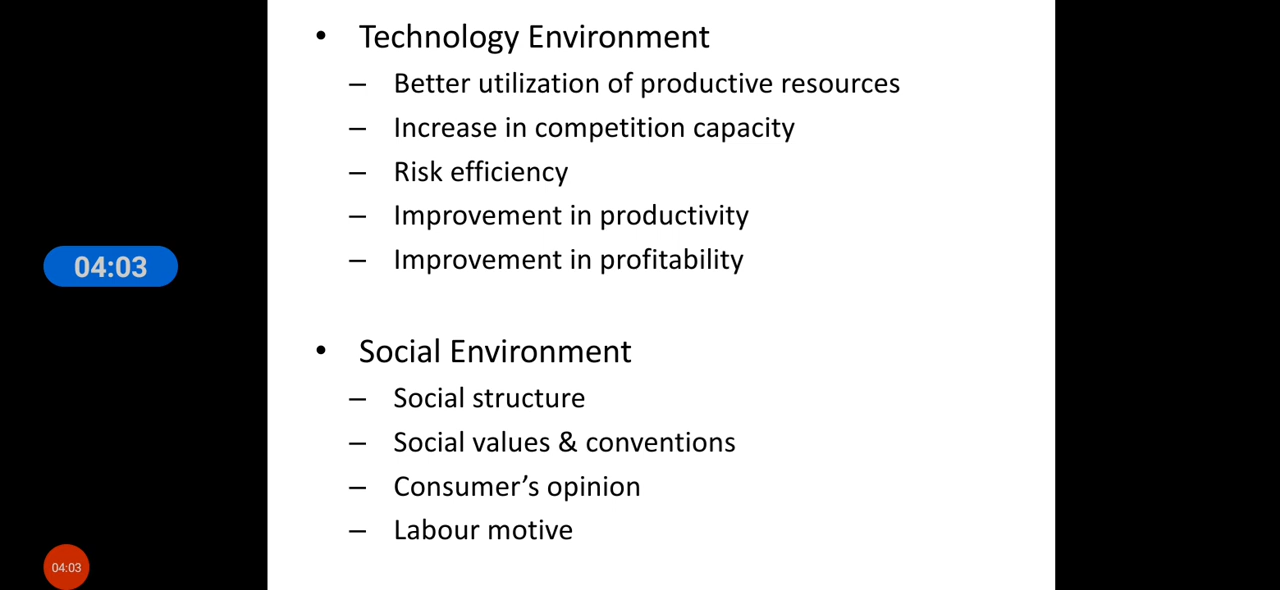 • Technology Environment
– Better utilization of productive resources
– Increase in competition capacity
– Risk efficiency
– Improvement in productivity
– Improvement in profitability
04:03
• Social Environment
– Social structure
– Social values & conventions
– Consumer’s opinion
– Labour motive
04:03